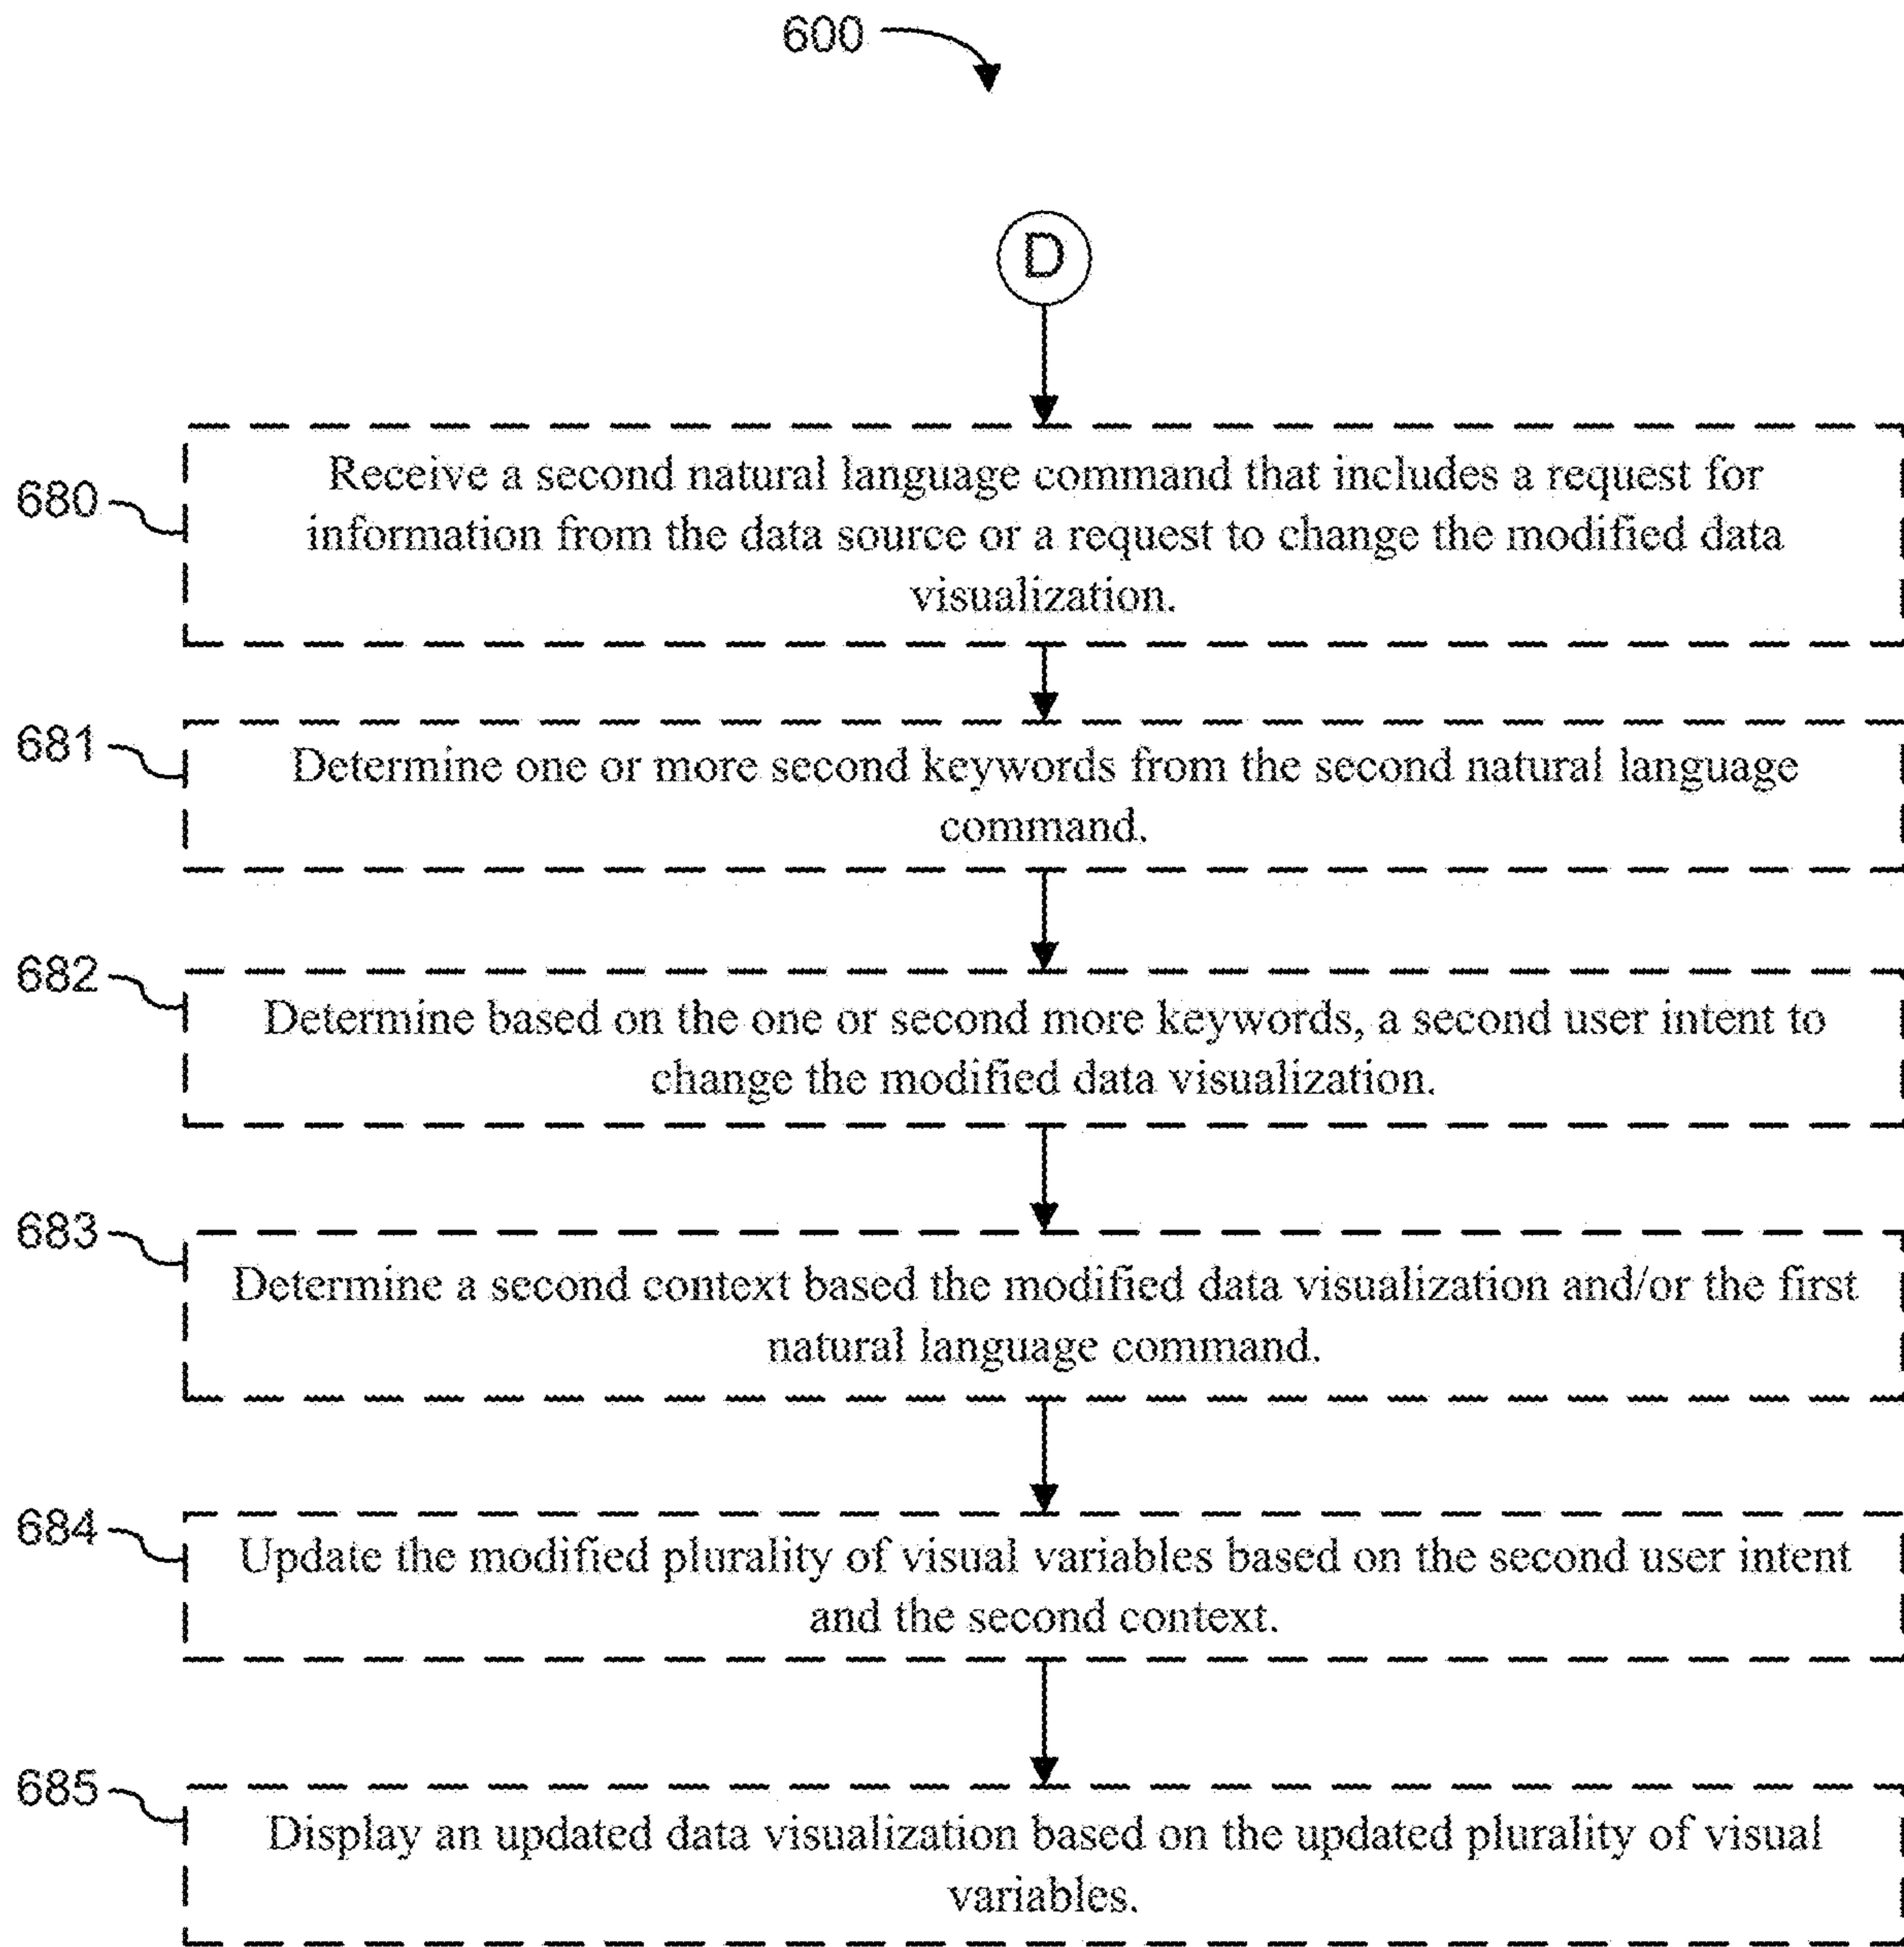 600
D
680
Receive a second natural language command that includes a request for
information from the data source or a request to change the modified data
visualization.
681
Determine one or more second keywords from the second natural language
command.
682
Determine based on the one or second more keywords, a second user intent to
change the modified data visualization.
683
Determine a second context based the modified data visualization and/or the first
natural language command.
684
Update the modified plurality of visual variables based on the second user intent
and the second context.
685
Display an updated data visualization based on the updated plurality of visual
variables.